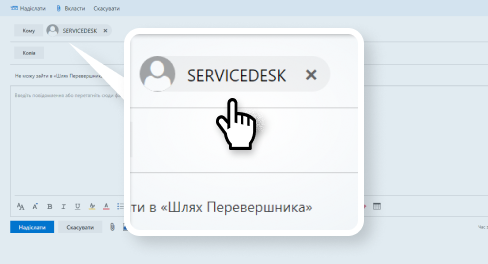 Надіслати Вкласти Скасувати
Кому SERVICEDESK ×
Копія
Не можу зайти в «Шлях Перевершника»
SERVICEDESK ×
ти в «Шлях Перевершника»
Введіть повідомлення або перетягніть сюди
Надіслати Скасувати